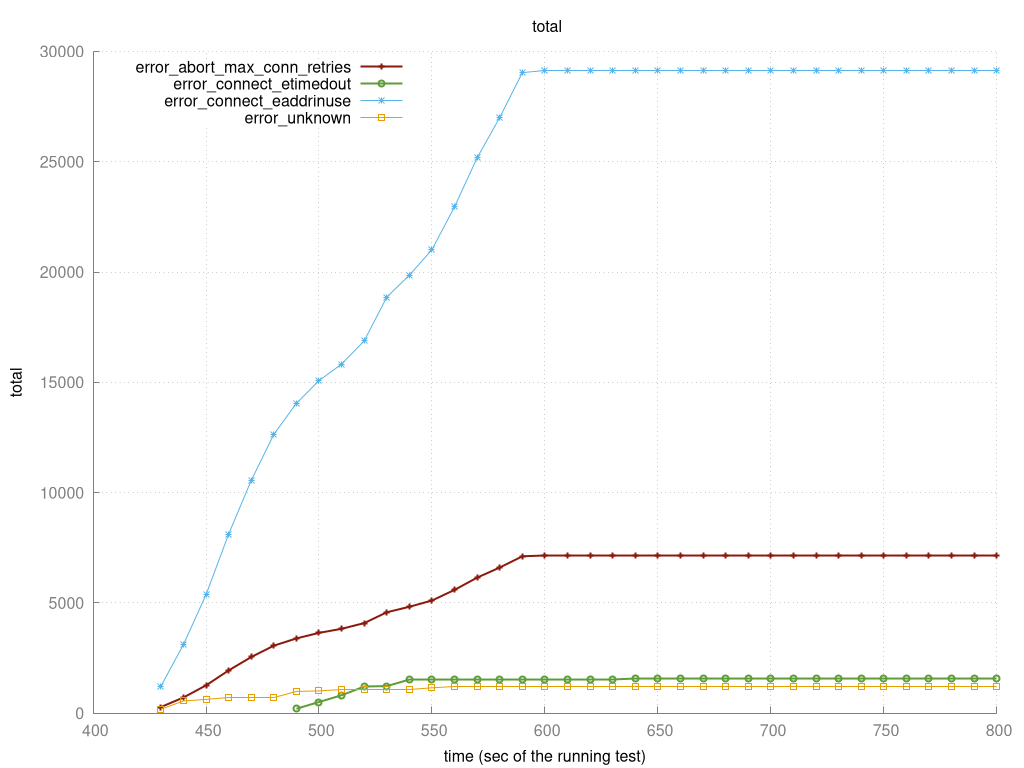 total
30000
25000
20000
15000
10000
5000
0
total
error_abort_max_conn_retries
error_connect_etimedout
error_connect_eaddrinuse
error_unknown
400 450 500 550 600 650 700 750 800
time (sec of the running test)